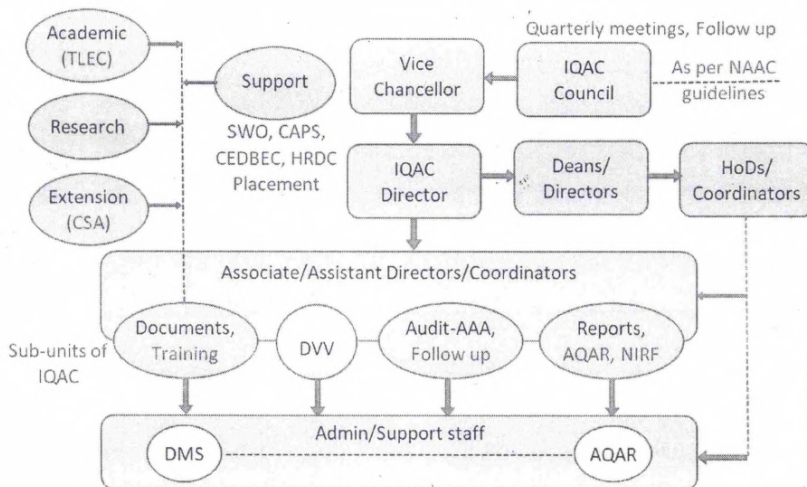 Academic
(TLEC)
Research
Extension
(CSA)
Support
SWO, CAPS,
CEDBEC, HRDC
Placement
Quarterly meetings, Follow up
Vice
Chancellor
IQAC
Council
As per NAAC
guidelines
IQAC
Director
Deans/
Directors
HoDs/
Coordinators
Associate/Assistant Directors/Coordinators
Sub-units of
IQAC
Documents,
Training
DVV
Audit-AAA,
Follow up
Reports,
AQAR, NIRF
Admin/Support staff
DMS
AQAR